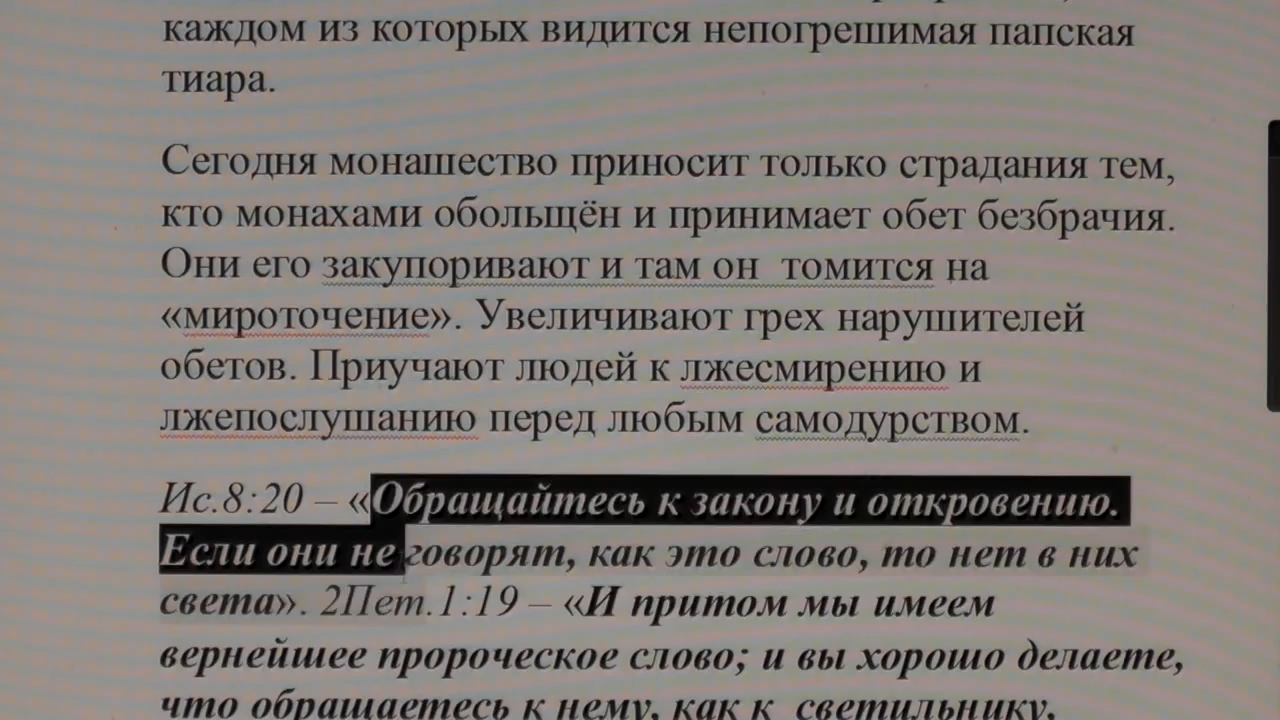 каждом из которых видится непогрешимая папская
тиара.
Сегодня монашество приносит только страдания тем,
кто монахами обольщён и принимает обет безбрачия.
Они его закупоривают и там он  томится на
«мироточение». Увеличивают грех нарушителей
обетов. Приучают людей к лжесмирению и
лжепослушанию перед любым самодурством.
Ис.8:20 – «Обращайтесь к закону и откровению.
Если они не говорят, как это слово, то нет в них
света». 2Пет.1:19 – «И притом мы имеем
вернейшее пророческое слово; и вы хорошо делаете,
что обращаетесь к нему, как к  светильнику,